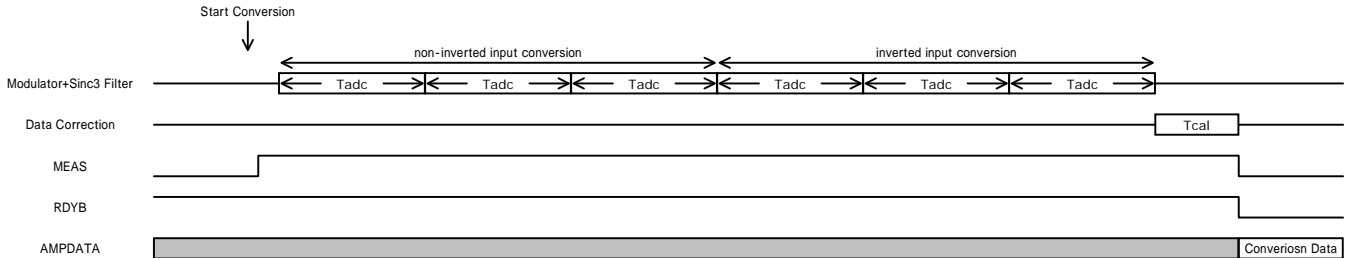 Start Conversion
non-inverted input conversion inverted input conversion
Modulator+Sinc3 Filter Tadc Tadc Tadc Tadc Tadc Tadc
Data Correction Tcal
MEAS
RDYB
AMPDATA Converiosn Data